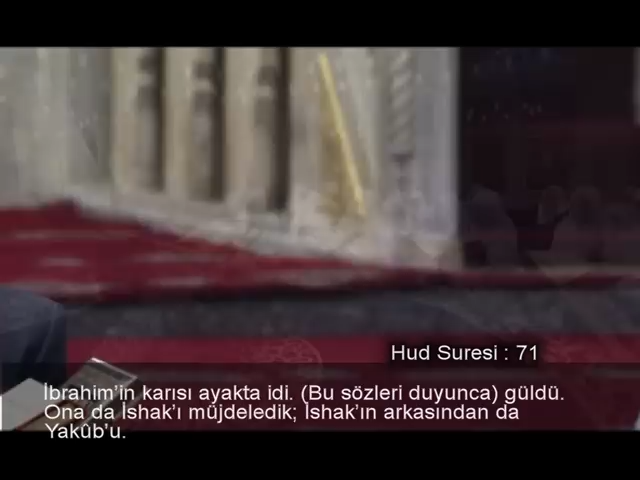 Hud Suresi : 71
İbrahim’in karısı ayakta idi. (Bu sözleri duyunca) güldü.
Ona da İshak’ı müjdeledik; İshak’ın arkasından da
Yakûb’u.